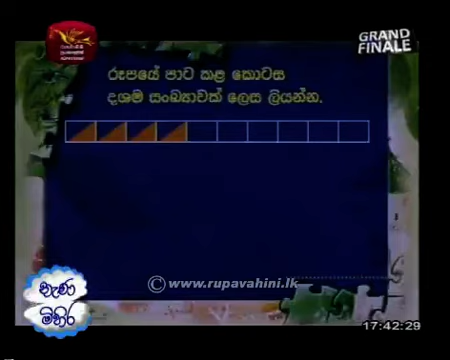 GRAND
FINALE
රූපයේ පාට කළ කොටස
දශම සංඛ්‍යාවක් ලෙස ලියන්න.
© www.rupavahini.lk
නැණ
මිහිර
17:42:29